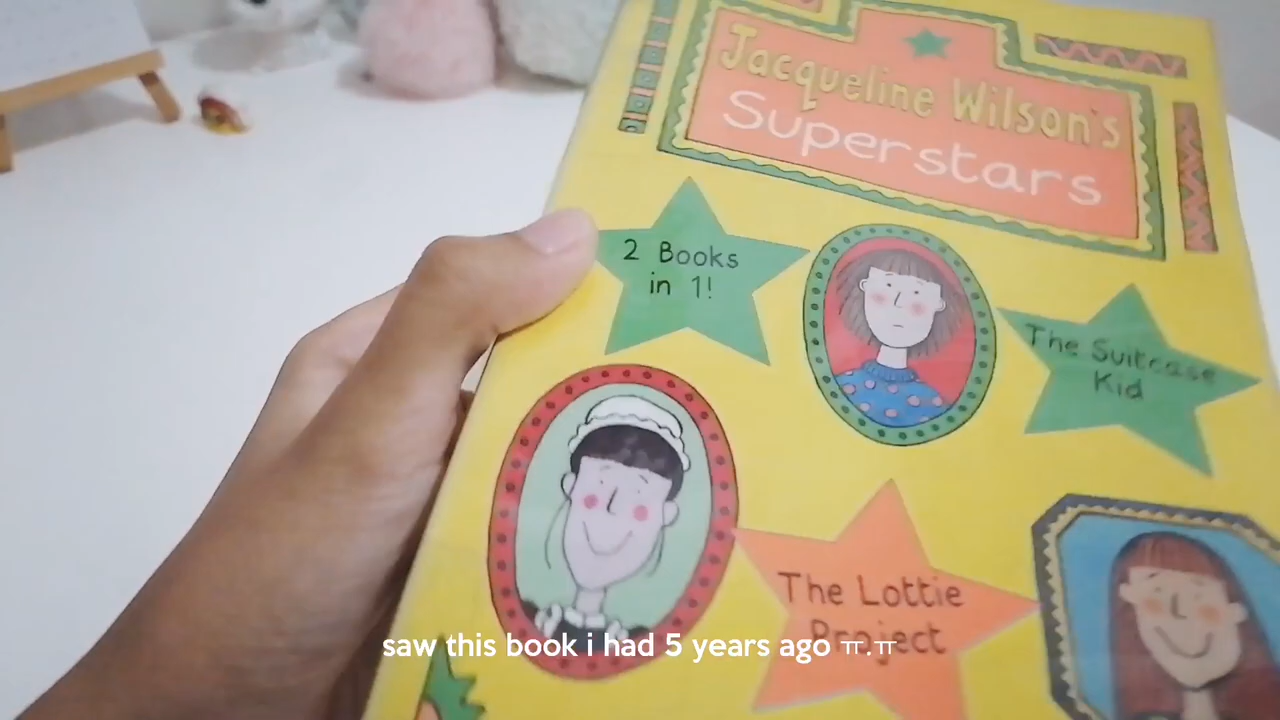 Jacqueline Wilson's
Superstars
2 Books
in 1!
The Suitcase
Kid
The Lottie
Project
saw this book i had 5 years ago ㅠ.ㅠ